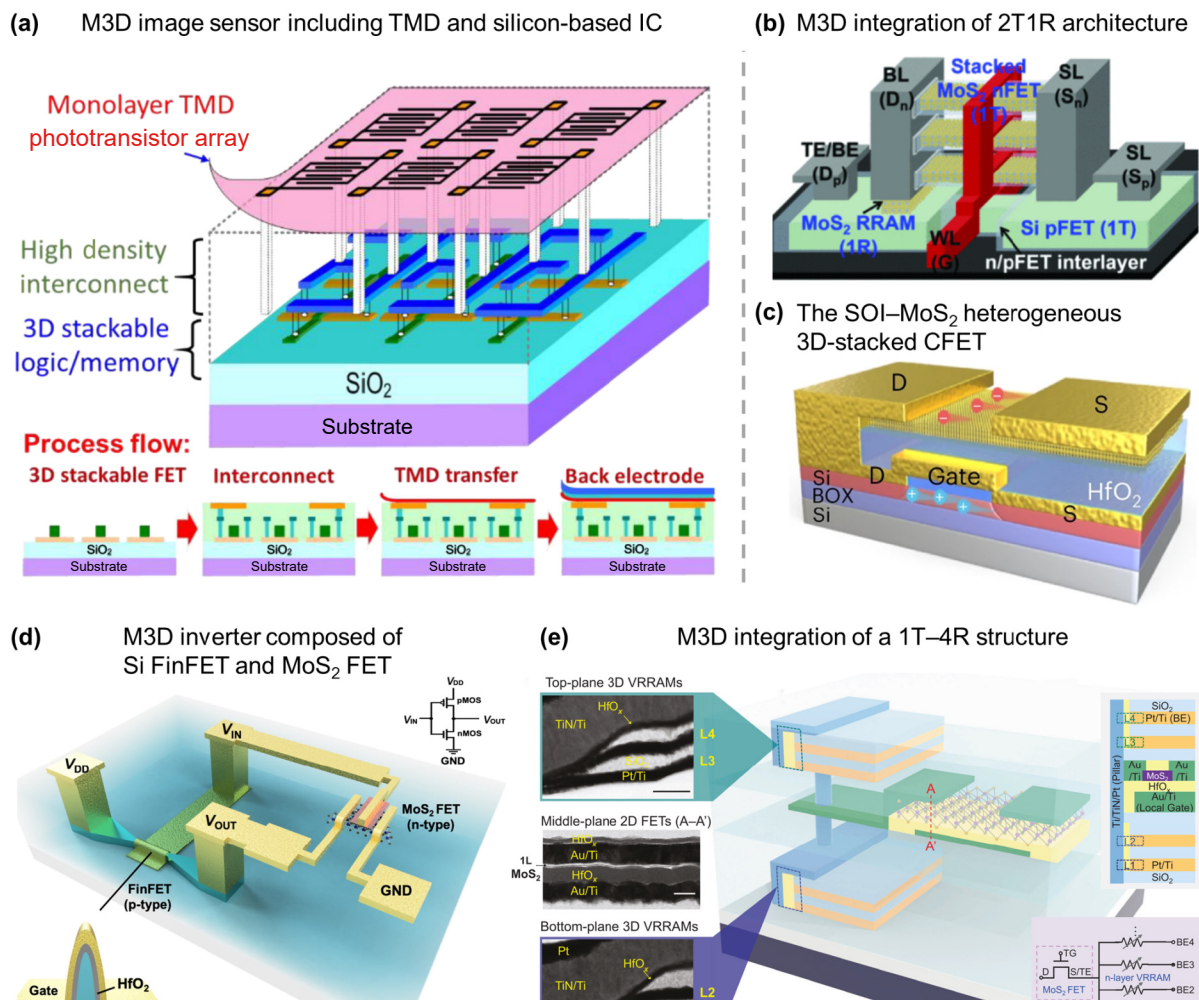 (a) M3D image sensor including TMD and silicon-based IC
Monolayer TMD
phototransistor array
High density
interconnect
3D stackable
logic/memory
SiO2
Substrate
Process flow:
3D stackable FET
Interconnect
TMD transfer
Back electrode
SiO2
Substrate
SiO2
Substrate
SiO2
Substrate
SiO2
Substrate
(b) M3D integration of 2T1R architecture
BL
(Dn)
Stacked
MoS2 nFET
(1T)
SL
(Sn)
TE/BE
(Dp)
SL
(Sp)
MoS2 RRAM
(1R)
WL
(G)
Si pFET (1T)
n/pFET interlayer
(c) The SOI–MoS2 heterogeneous
3D-stacked CFET
D
S
D
Gate
HfO2
S
Si
BOX
Si
(d) M3D inverter composed of
Si FinFET and MoS2 FET
VDD
pMOS
VIN
VOUT
nMOS
GND
VIN
VDD
VOUT
MoS2 FET
(n-type)
GND
FinFET
(p-type)
Gate
HfO2
(e) M3D integration of a 1T–4R structure
Top-plane 3D VRRAMs
HfOx
TiN/Ti
L4
L3
Pt/Ti
Middle-plane 2D FETs (A–A')
HfOx
Au/Ti
1L
MoS2
HfOx
Au/Ti
Bottom-plane 3D VRRAMs
Pt
HfOx
TiN/Ti
L2
A
A'
SiO2
L4
Pt/Ti (BE)
L3
Au
/Ti
Au
/Ti
MoS2
HfOx
Au/Ti
(Local Gate)
Ti/TiN/Pt (Pillar)
L2
L1
Pt/Ti
SiO2
TG
D
S/TE
MoS2 FET
n-layer VRRAM
BE4
BE3
BE2